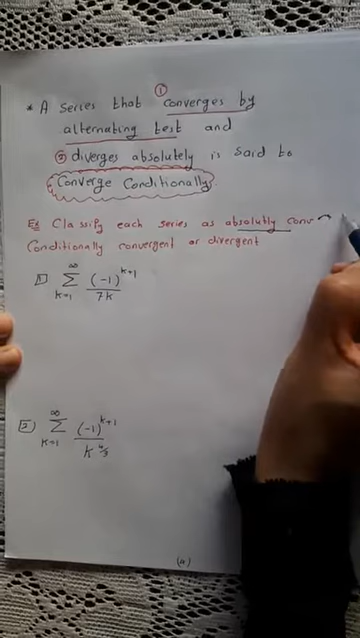 ①
* A series that converges by
alternating test and
② diverges absolutely is said to
Converge Conditionally.
Ex Classify each series as absolutly conv
Conditionally convergent or divergent
1 ∞ Σ k=1 (-1)^{k+1} / 7k
2 ∞ Σ k=1 (-1)^{k+1} / k
(a)